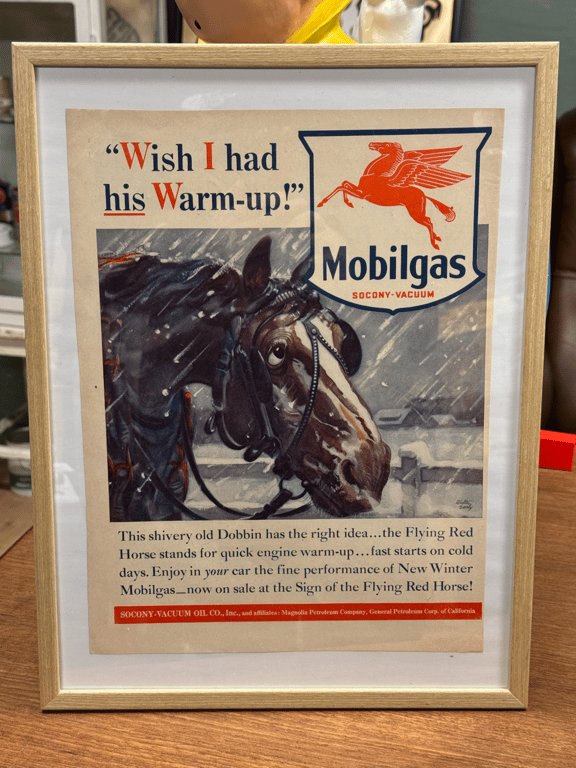 “Wish I had
his Warm-up!”
Mobilgas
SOCONY-VACUUM
This shivery old Dobbin has the right idea...the Flying Red
Horse stands for quick engine warm-up...fast starts on cold
days. Enjoy in your car the fine performance of New Winter
Mobilgas—now on sale at the Sign of the Flying Red Horse!
SOCONY-VACUUM OIL CO., Inc., and affiliates: Magnolia Petroleum Company, General Petroleum Corp. of California